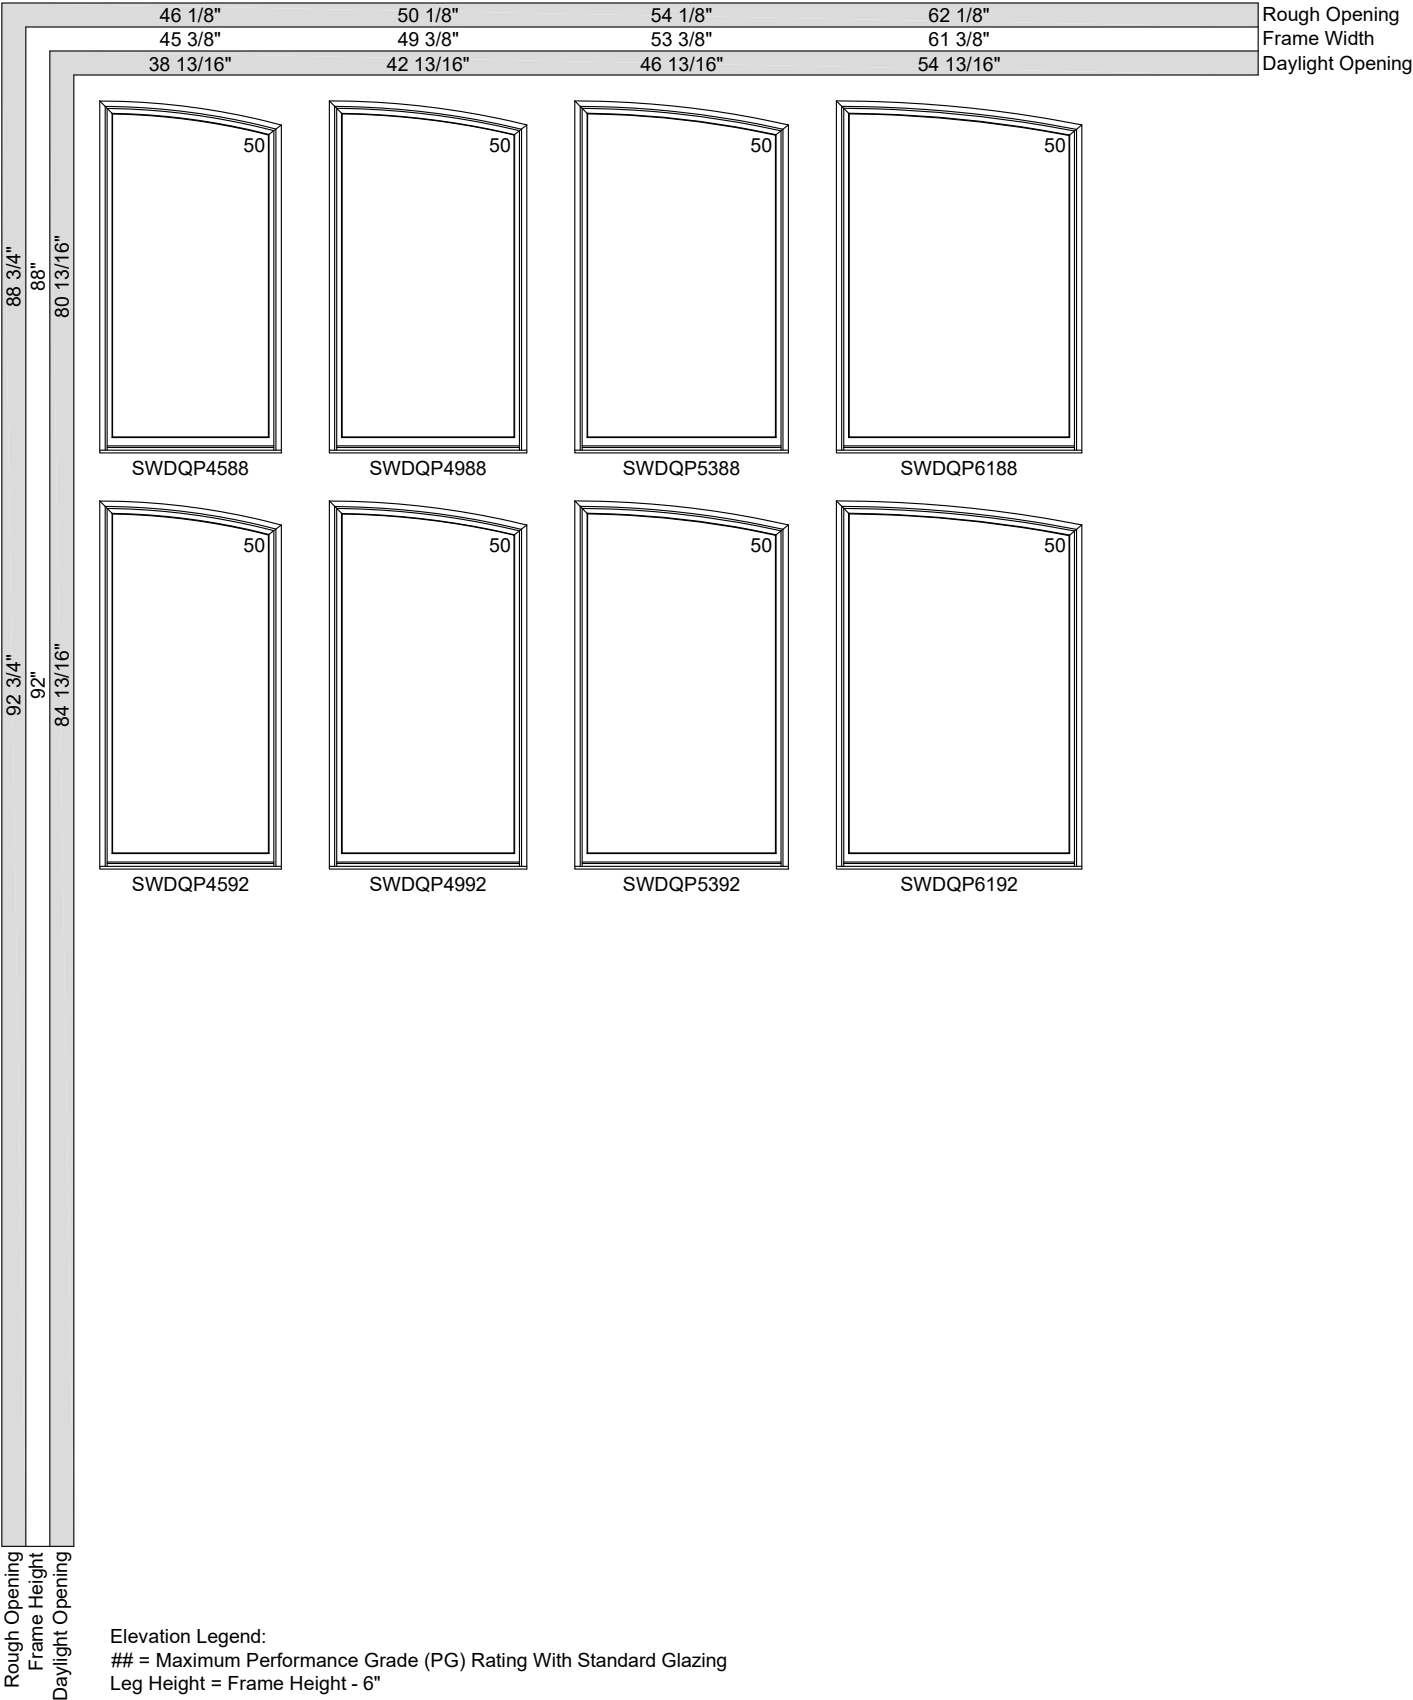 46 1/8" 50 1/8" 54 1/8" 62 1/8" Rough Opening
45 3/8" 49 3/8" 53 3/8" 61 3/8" Frame Width
38 13/16" 42 13/16" 46 13/16" 54 13/16" Daylight Opening
50 50 50 50
88 3/4"
88"
80 13/16"
SWDQP4588 SWDQP4988 SWDQP5388 SWDQP6188
50 50 50 50
92 3/4"
92"
84 13/16"
SWDQP4592 SWDQP4992 SWDQP5392 SWDQP6192
Rough Opening
Frame Height
Daylight Opening
Elevation Legend:
## = Maximum Performance Grade (PG) Rating With Standard Glazing
Leg Height = Frame Height - 6"